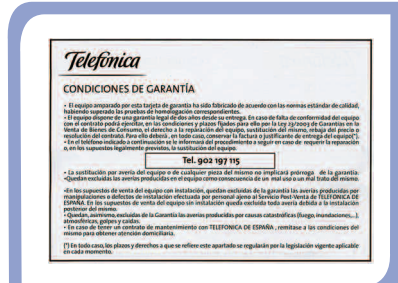 Telefónica
CONDICIONES DE GARANTÍA
• El equipo amparado por esta tarjeta de garantía ha sido fabricado de acuerdo con las normas estándar de calidad,
habiendo superado las pruebas de homologación correspondientes.
• El equipo dispone de una garantía legal de dos años desde su entrega. En caso de falta de conformidad del equipo
con el contrato podrá ejercitar, en las condiciones y plazos fijados para ello por la Ley 23/2003 de Garantías en la
Venta de Bienes de Consumo, el derecho a la reparación del equipo, sustitución del mismo, rebaja del precio o
resolución del contrato. Para ello deberá , en todo caso, conservar la factura o justificante de entrega del equipo(*).
• En el teléfono indicado a continuación se le informará del procedimiento a seguir en caso de requerir la reparación
o, en los supuestos legalmente previstos, la sustitución del equipo.
Tel. 902 197 115
• La sustitución por avería del equipo o de cualquier pieza del mismo no implicará prórroga de la garantía.
•Quedan excluidas las averías producidas en el equipo como consecuencia de un mal uso o un mal trato del mismo.
•En los supuestos de venta del equipo con instalación, quedan excluidas de la garantía las averías producidas por
manipulaciones o defectos de instalación efectuada por personal ajeno al Servicio Post-Venta de TELEFONICA DE
ESPAÑA. En los supuestos de venta del equipo sin instalación queda excluida toda avería debida a la instalación
posterior del mismo.
• Quedan, asimismo, excluidas de la Garantía las averías producidas por causas catastróficas (fuego, inundaciones,...),
atmosféricas, golpes y caídas.
• En caso de tener un contrato de mantenimiento con TELEFONICA DE ESPAÑA , remítase a las condiciones del
mismo para obtener atención domiciliaria.
(*) En todo caso, los plazos y derechos a que se refiere este apartado se regularán por la legislación vigente aplicable
en cada momento.